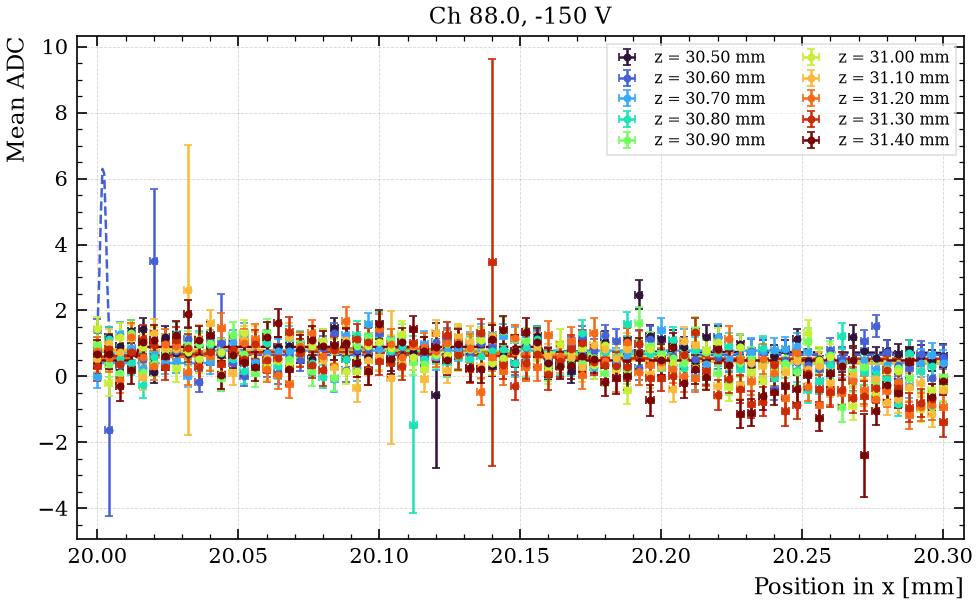 Ch 88.0, -150 V
Mean ADC
10
8
6
4
2
0
−2
−4
z = 30.50 mm
z = 30.60 mm
z = 30.70 mm
z = 30.80 mm
z = 30.90 mm
z = 31.00 mm
z = 31.10 mm
z = 31.20 mm
z = 31.30 mm
z = 31.40 mm
20.00 20.05 20.10 20.15 20.20 20.25 20.30
Position in x [mm]